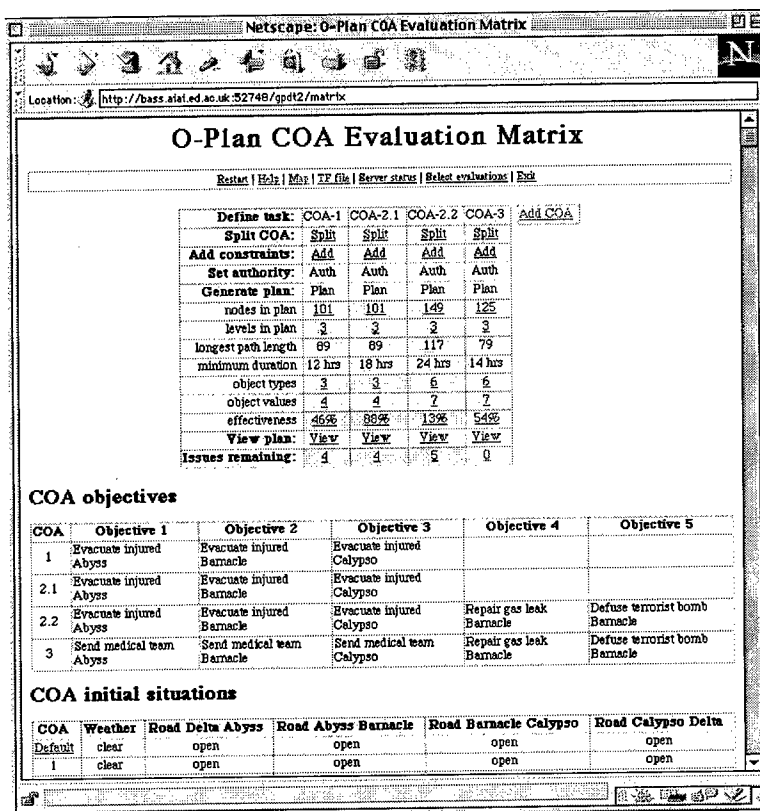 Netscape: O-Plan COA Evaluation Matrix
N
Location: http://bass.aiai.ed.ac.uk:52748/gpdt2/matrix
O-Plan COA Evaluation Matrix
Restart | Help | Map | TF file | Server status | Select evaluations | Exit
Define task: COA-1 COA-2.1 COA-2.2 COA-3 Add COA
Split COA: Split Split Split Split
Add constraints: Add Add Add Add
Set authority: Auth Auth Auth Auth
Generate plan: Plan Plan Plan Plan
nodes in plan 101 101 149 125
levels in plan 3 3 3 3
longest path length 89 89 117 79
minimum duration 12 hrs 18 hrs 24 hrs 14 hrs
object types 3 3 6 6
object values 4 4 7 7
effectiveness 46% 88% 13% 54%
View plan: View View View View
Issues remaining: 4 4 5 0
COA objectives
COA Objective 1 Objective 2 Objective 3 Objective 4 Objective 5
1 Evacuate injured Abyss Evacuate injured Barnacle Evacuate injured Calypso
2.1 Evacuate injured Abyss Evacuate injured Barnacle Evacuate injured Calypso
2.2 Evacuate injured Abyss Evacuate injured Barnacle Evacuate injured Calypso Repair gas leak Barnacle Defuse terrorist bomb Barnacle
3 Send medical team Abyss Send medical team Barnacle Send medical team Calypso Repair gas leak Barnacle Defuse terrorist bomb Barnacle
COA initial situations
COA Weather Road Delta Abyss Road Abyss Barnacle Road Barnacle Calypso Road Calypso Delta
Default clear open open open open
1 clear open open open open